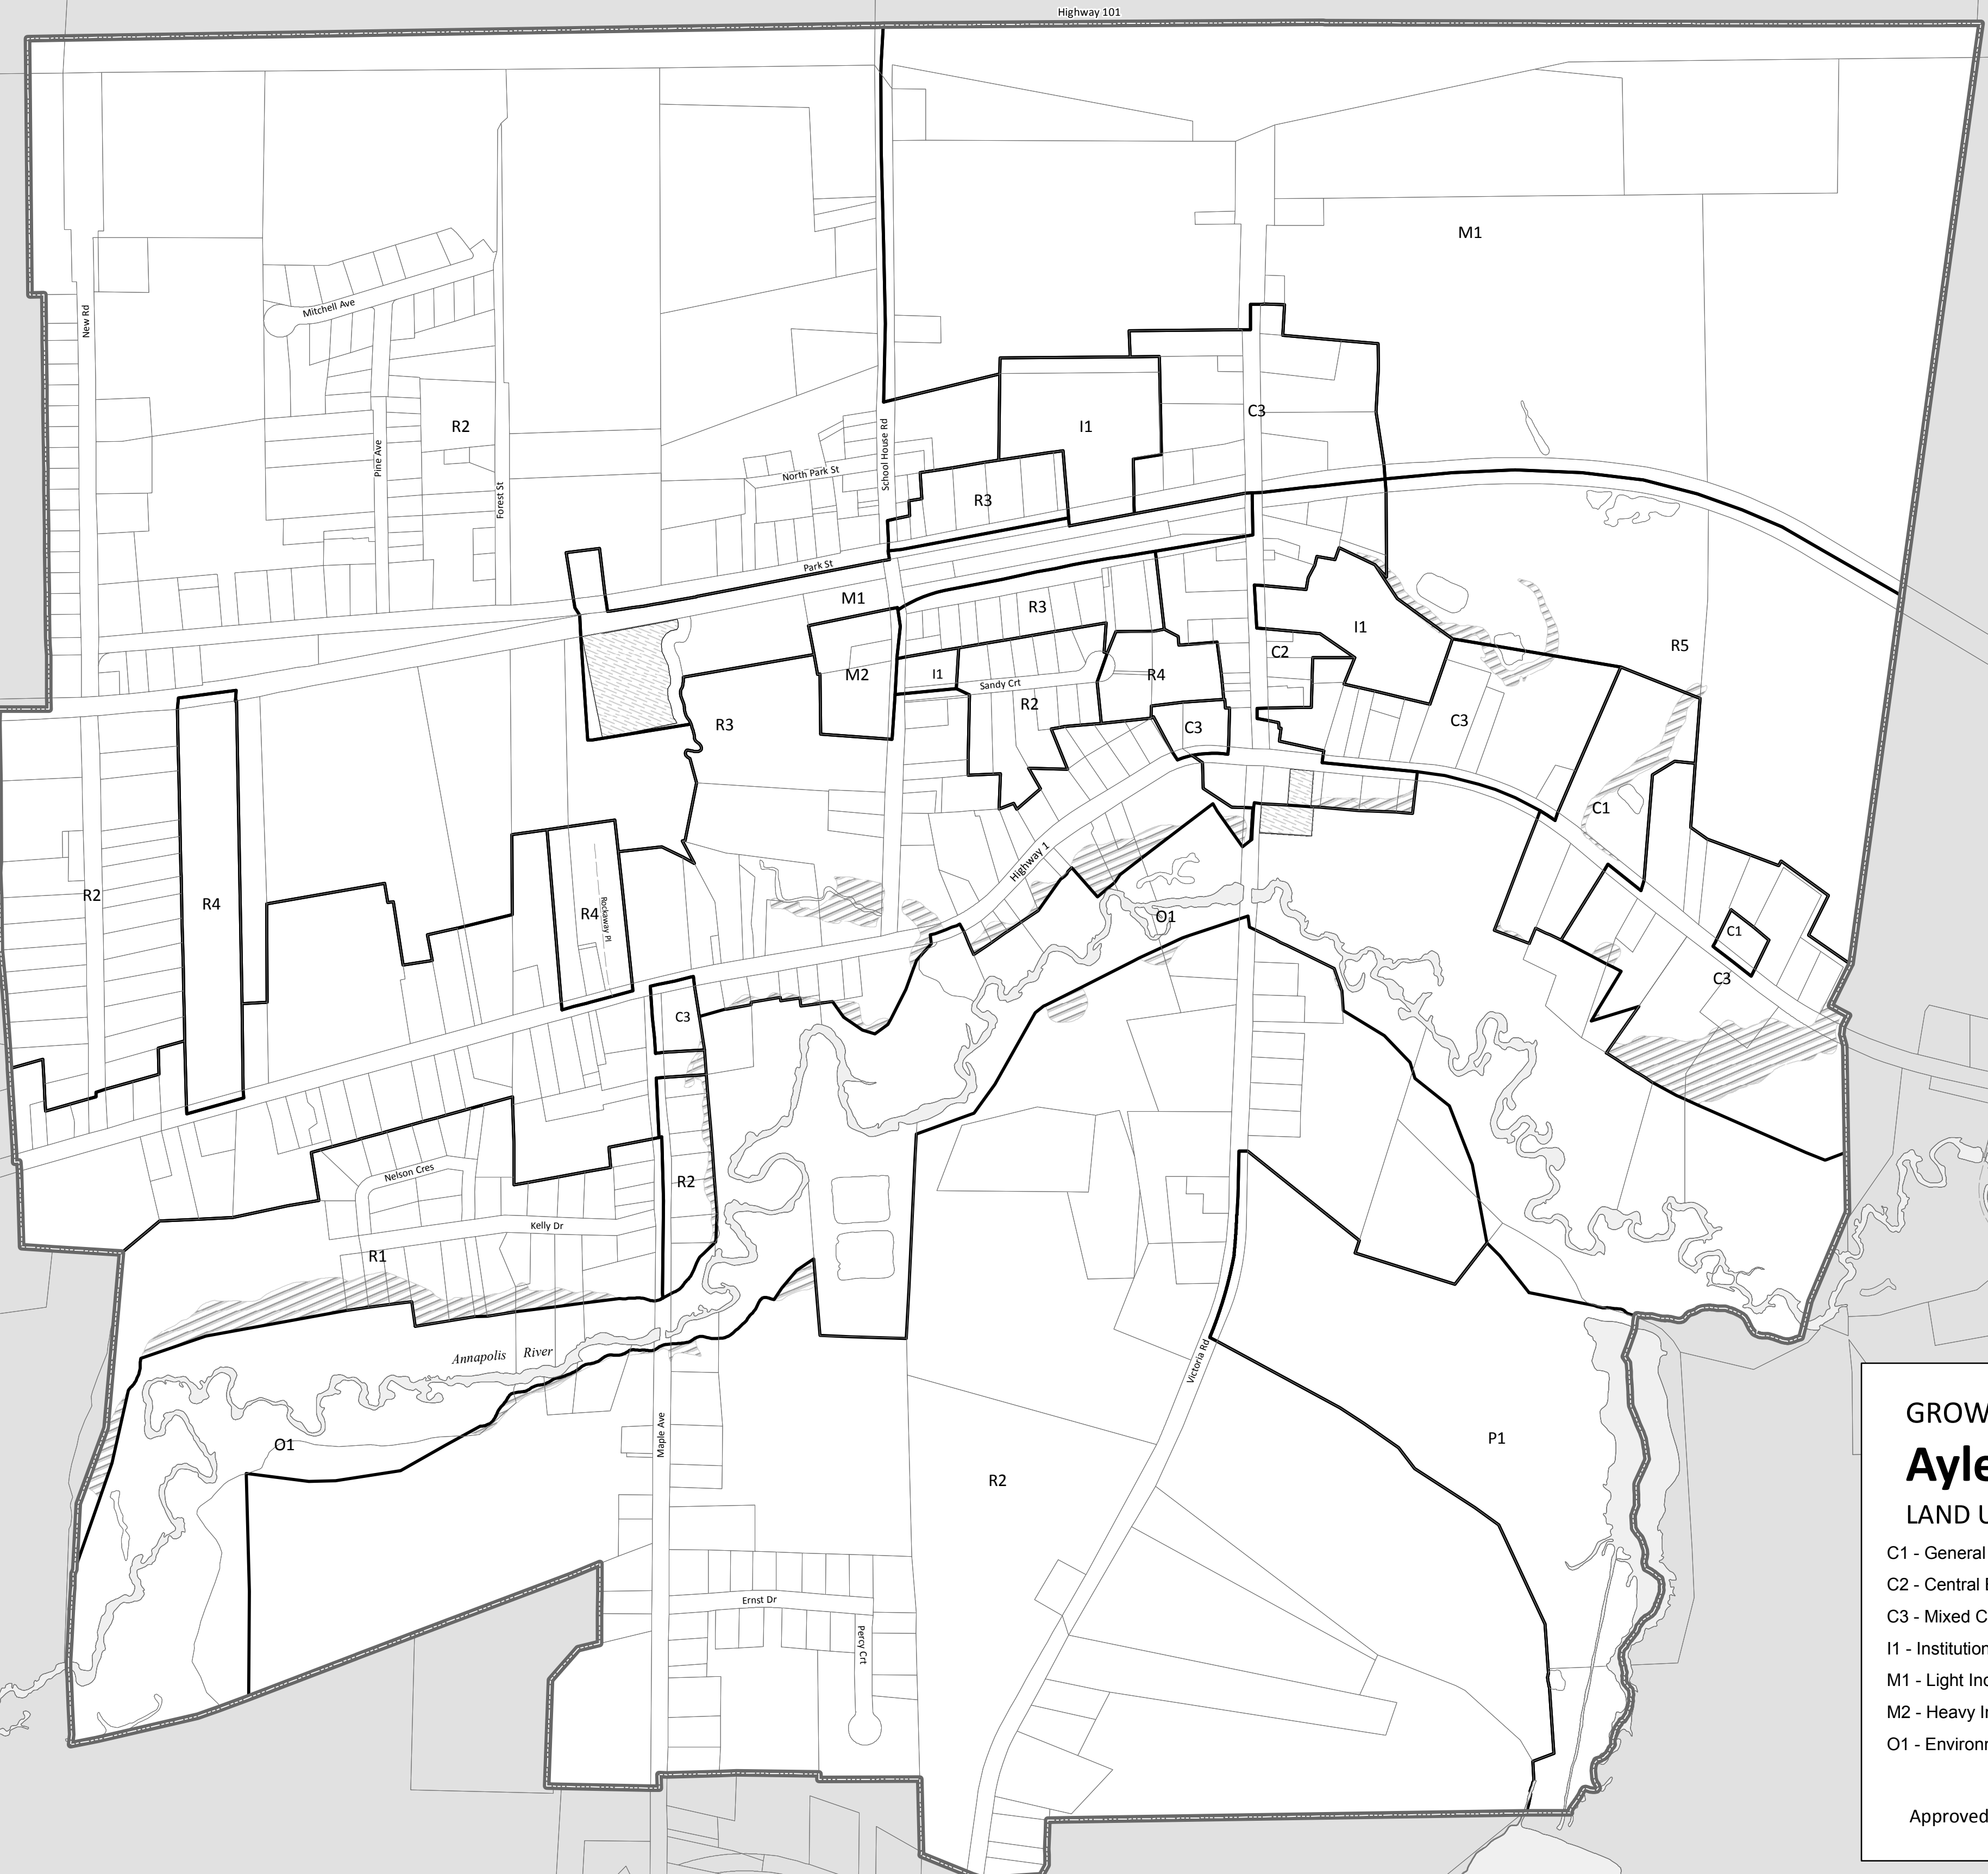 Highway 101
M1
New Rd
Mitchell Ave
R2
Pine Ave
Forest St
School House Rd
North Park St
I1
C3
R3
Park St
M1
R3
I1
R5
C2
M2
I1
Sandy Crt
R4
R2
R3
C3
C3
C1
R2
R4
R4
Rockaway Pl
Highway 1
O1
C1
C3
C3
Nelson Cres
R2
Kelly Dr
R1
Annapolis River
Victoria Rd
Maple Ave
O1
R2
P1
Ernst Dr
Percy Crt
GROW
Ayle
LAND U
C1 - General
C2 - Central
C3 - Mixed C
I1 - Institution
M1 - Light Ind
M2 - Heavy I
O1 - Environ
Approved